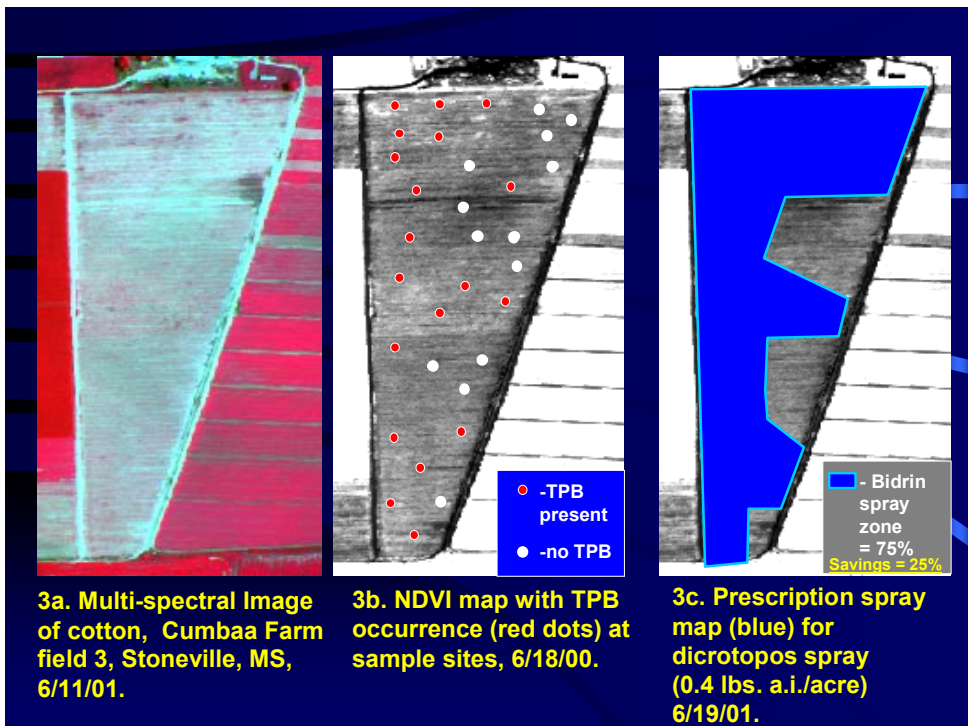 -TPB
present
-no TPB
- Bidrin
spray
zone
= 75%
Savings = 25%
3a. Multi-spectral Image
of cotton, Cumbaa Farm
field 3, Stoneville, MS,
6/11/01.
3b. NDVI map with TPB
occurrence (red dots) at
sample sites, 6/18/00.
3c. Prescription spray
map (blue) for
dicrotopos spray
(0.4 lbs. a.i./acre)
6/19/01.